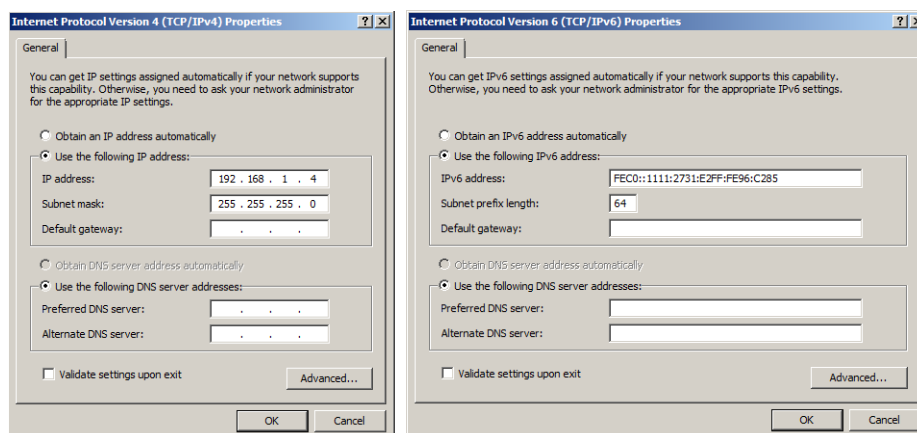 Internet Protocol Version 4 (TCP/IPv4) Properties
General
You can get IP settings assigned automatically if your network supports
this capability. Otherwise, you need to ask your network administrator
for the appropriate IP settings.
Obtain an IP address automatically
Use the following IP address:
IP address:
192 . 168 . 1 . 4
Subnet mask:
255 . 255 . 255 . 0
Default gateway:
. . .
Obtain DNS server address automatically
Use the following DNS server addresses:
Preferred DNS server:
. . .
Alternate DNS server:
. . .
Validate settings upon exit
Advanced...
OK
Cancel
Internet Protocol Version 6 (TCP/IPv6) Properties
General
You can get IPv6 settings assigned automatically if your network supports this capability.
Otherwise, you need to ask your network administrator for the appropriate IPv6 settings.
Obtain an IPv6 address automatically
Use the following IPv6 address:
IPv6 address:
FEC0::1111:2731:E2FF:FE96:C285
Subnet prefix length:
64
Default gateway:
Obtain DNS server address automatically
Use the following DNS server addresses:
Preferred DNS server:
Alternate DNS server:
Validate settings upon exit
Advanced...
OK
Cancel